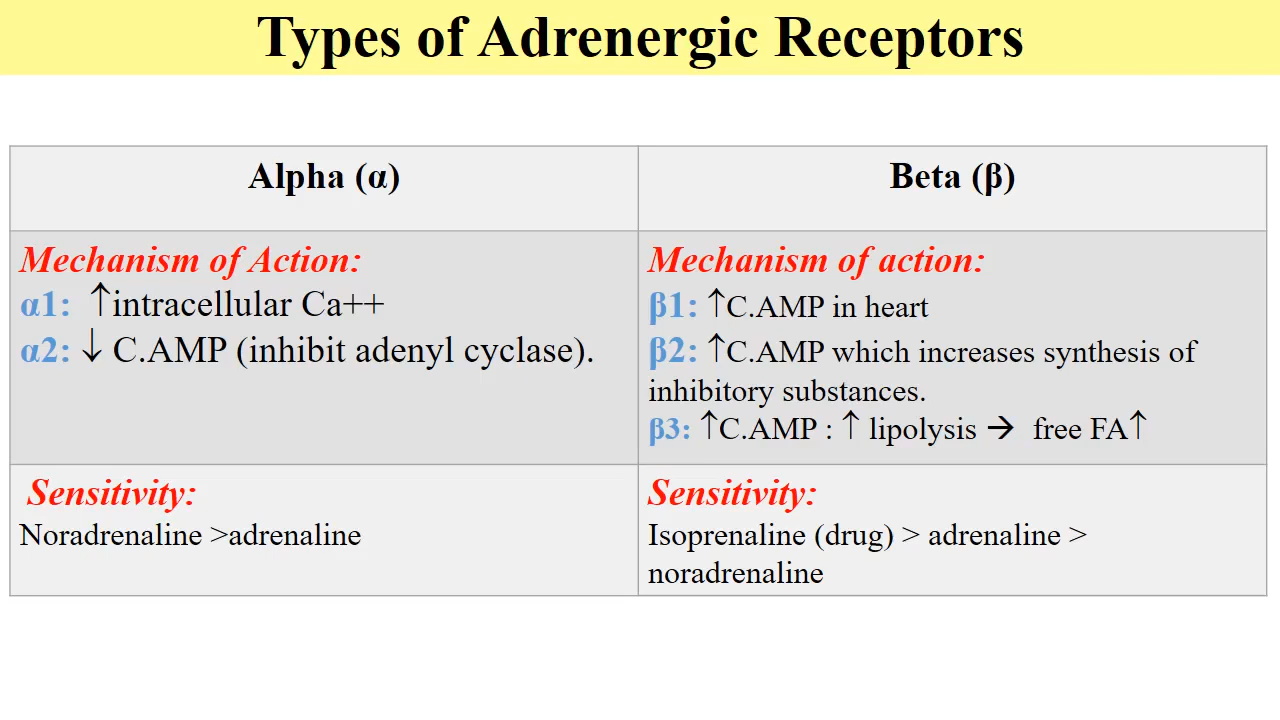 Types of Adrenergic Receptors
Alpha (α)
Beta (β)
Mechanism of Action:
α1: ↑intracellular Ca++
α2: ↓ C.AMP (inhibit adenyl cyclase).
Mechanism of action:
β1: ↑C.AMP in heart
β2: ↑C.AMP which increases synthesis of
inhibitory substances.
β3: ↑C.AMP : ↑ lipolysis → free FA↑
Sensitivity:
Noradrenaline >adrenaline
Sensitivity:
Isoprenaline (drug) > adrenaline >
noradrenaline